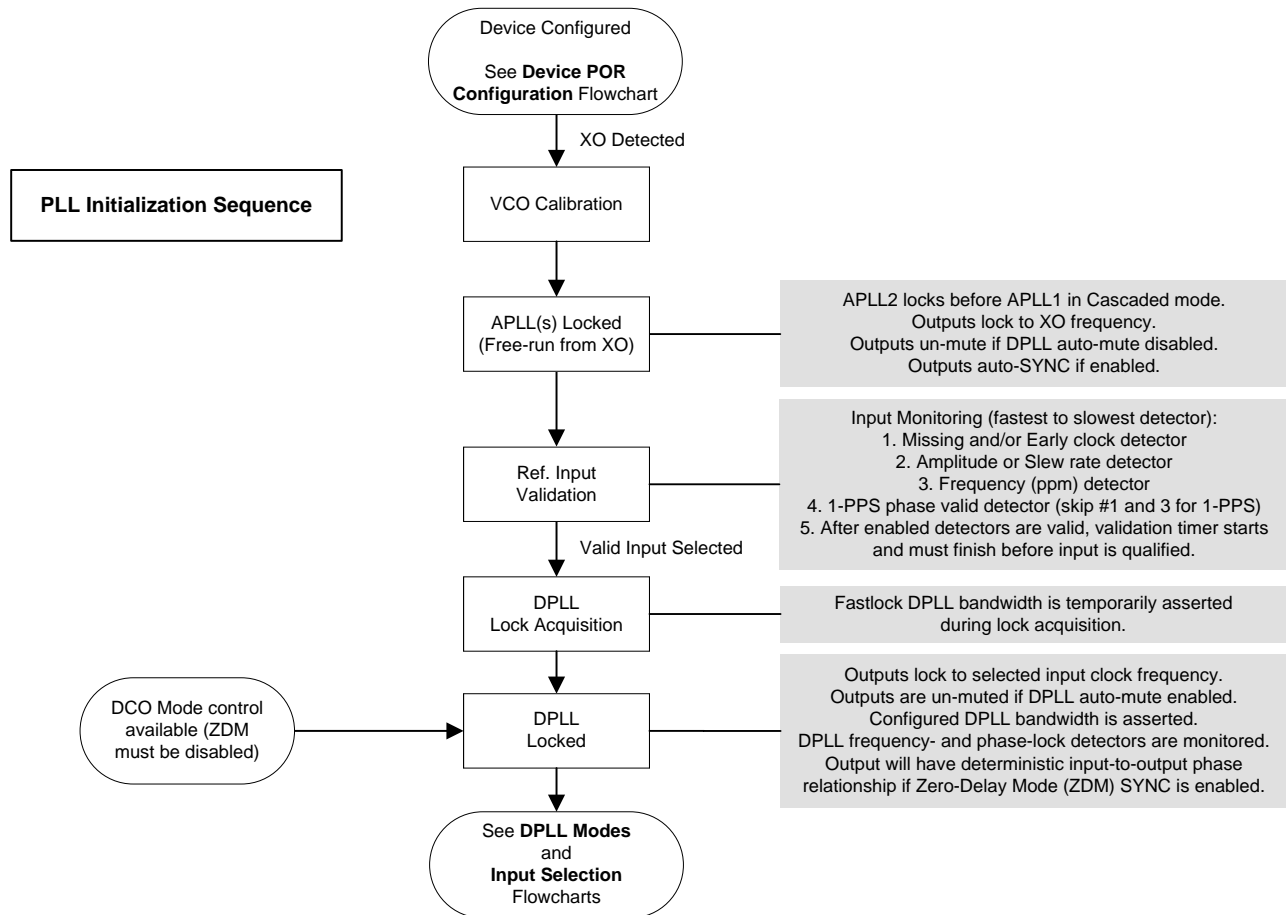 Device Configured
See Device POR
Configuration Flowchart
XO Detected
PLL Initialization Sequence
VCO Calibration
APLL(s) Locked
(Free-run from XO)
APLL2 locks before APLL1 in Cascaded mode.
Outputs lock to XO frequency.
Outputs un-mute if DPLL auto-mute disabled.
Outputs auto-SYNC if enabled.
Ref. Input
Validation
Input Monitoring (fastest to slowest detector):
1. Missing and/or Early clock detector
2. Amplitude or Slew rate detector
3. Frequency (ppm) detector
4. 1-PPS phase valid detector (skip #1 and 3 for 1-PPS)
5. After enabled detectors are valid, validation timer starts
and must finish before input is qualified.
Valid Input Selected
DPLL
Lock Acquisition
Fastlock DPLL bandwidth is temporarily asserted
during lock acquisition.
DCO Mode control
available (ZDM
must be disabled)
DPLL
Locked
Outputs lock to selected input clock frequency.
Outputs are un-muted if DPLL auto-mute enabled.
Configured DPLL bandwidth is asserted.
DPLL frequency- and phase-lock detectors are monitored.
Output will have deterministic input-to-output phase
relationship if Zero-Delay Mode (ZDM) SYNC is enabled.
See DPLL Modes
and
Input Selection
Flowcharts